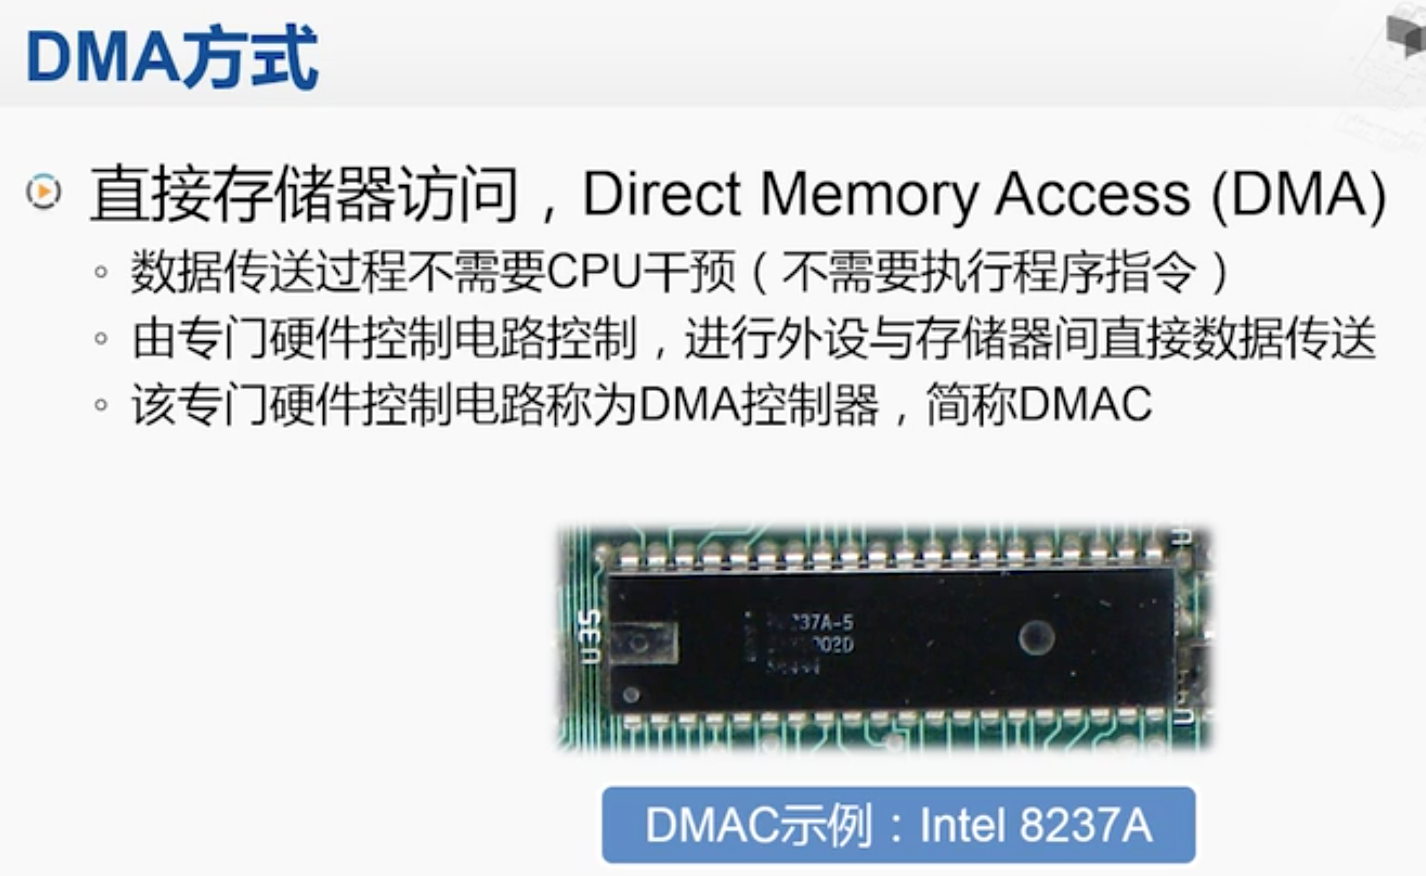 DMA方式
直接存储器访问，Direct Memory Access (DMA)
数据传送过程不需要CPU干预（不需要执行程序指令）
由专门硬件控制电路控制，进行外设与存储器间直接数据传送
该专门硬件控制电路称为DMA控制器，简称DMAC
U35
37A-5
002D
DMAC示例：Intel 8237A